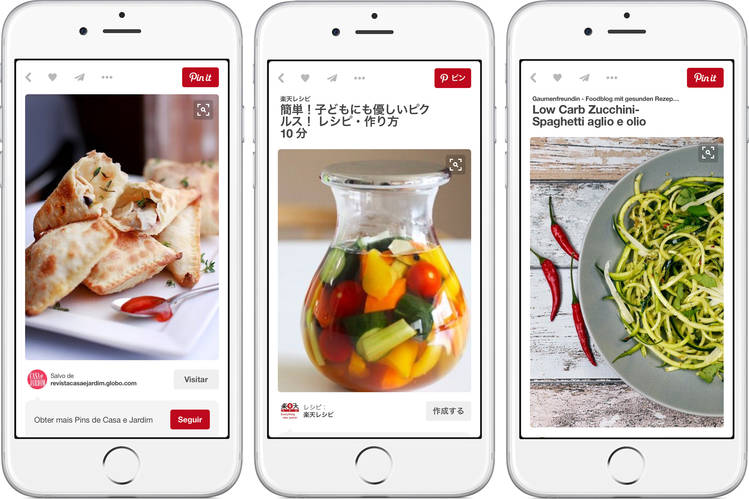 Pin it
Salvo de
revistacasaejardim.globo.com
Visitar
Obter mais Pins de Casa e Jardim
Seguir
ピン
楽天レシピ
簡単！子どもにも優しいピク
ルス！ レシピ・作り方
10 分
レシピ：
楽天レシピ
作成する
Pin it
Gaumenfreundin - Foodblog mit gesunden Rezep...
Low Carb Zucchini-
Spaghetti aglio e olio